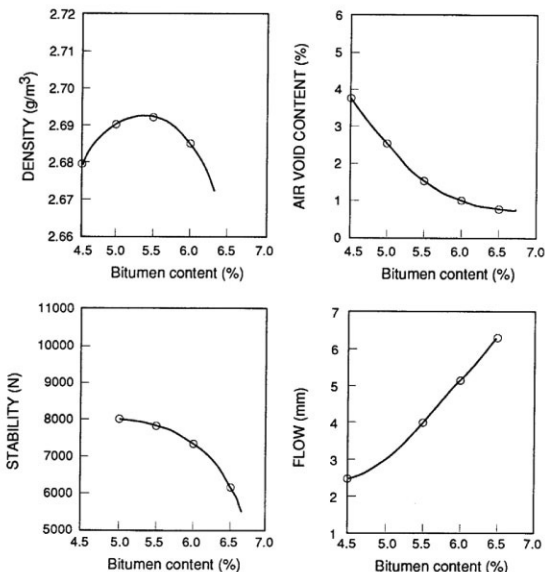 2.72
2.71
2.70
2.69
2.68
2.67
2.66
DENSITY (g/m³)
4.5 5.0 5.5 6.0 6.5 7.0
Bitumen content (%)
6
5
4
3
2
1
0
AIR VOID CONTENT (%)
4.5 5.0 5.5 6.0 6.5 7.0
Bitumen content (%)
11000
10000
9000
8000
7000
6000
5000
STABILITY (N)
4.5 5.0 5.5 6.0 6.5 7.0
Bitumen content (%)
7
6
5
4
3
2
1
FLOW (mm)
4.5 5.0 5.5 6.0 6.5 7.0
Bitumen content (%)